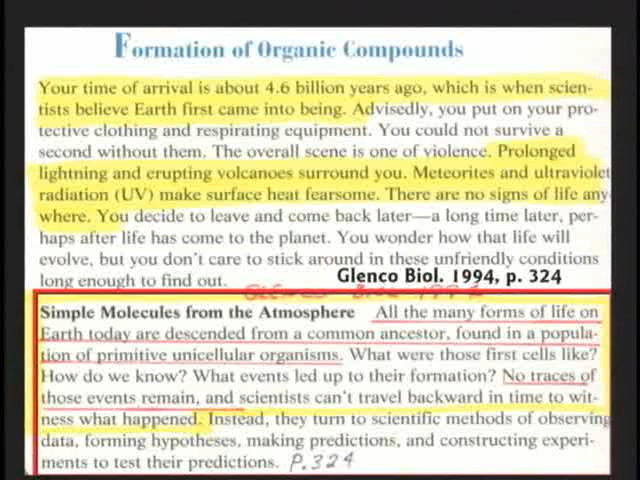 Formation of Organic Compounds
Your time of arrival is about 4.6 billion years ago, which is when scien-
tists believe Earth first came into being. Advisedly, you put on your pro-
tective clothing and respirating equipment. You could not survive a
second without them. The overall scene is one of violence. Prolonged
lightning and erupting volcanoes surround you. Meteorites and ultraviolet
radiation (UV) make surface heat fearsome. There are no signs of life any-
where. You decide to leave and come back later—a long time later, per-
haps after life has come to the planet. You wonder how that life will
evolve, but you don't care to stick around in these unfriendly conditions
long enough to find out.
Glenco Biol. 1994, p. 324
Simple Molecules from the Atmosphere All the many forms of life on
Earth today are descended from a common ancestor, found in a popula-
tion of primitive unicellular organisms. What were those first cells like?
How do we know? What events led up to their formation? No traces of
those events remain, and scientists can't travel backward in time to wit-
ness what happened. Instead, they turn to scientific methods of observing
data, forming hypotheses, making predictions, and constructing experi-
ments to test their predictions. P.324